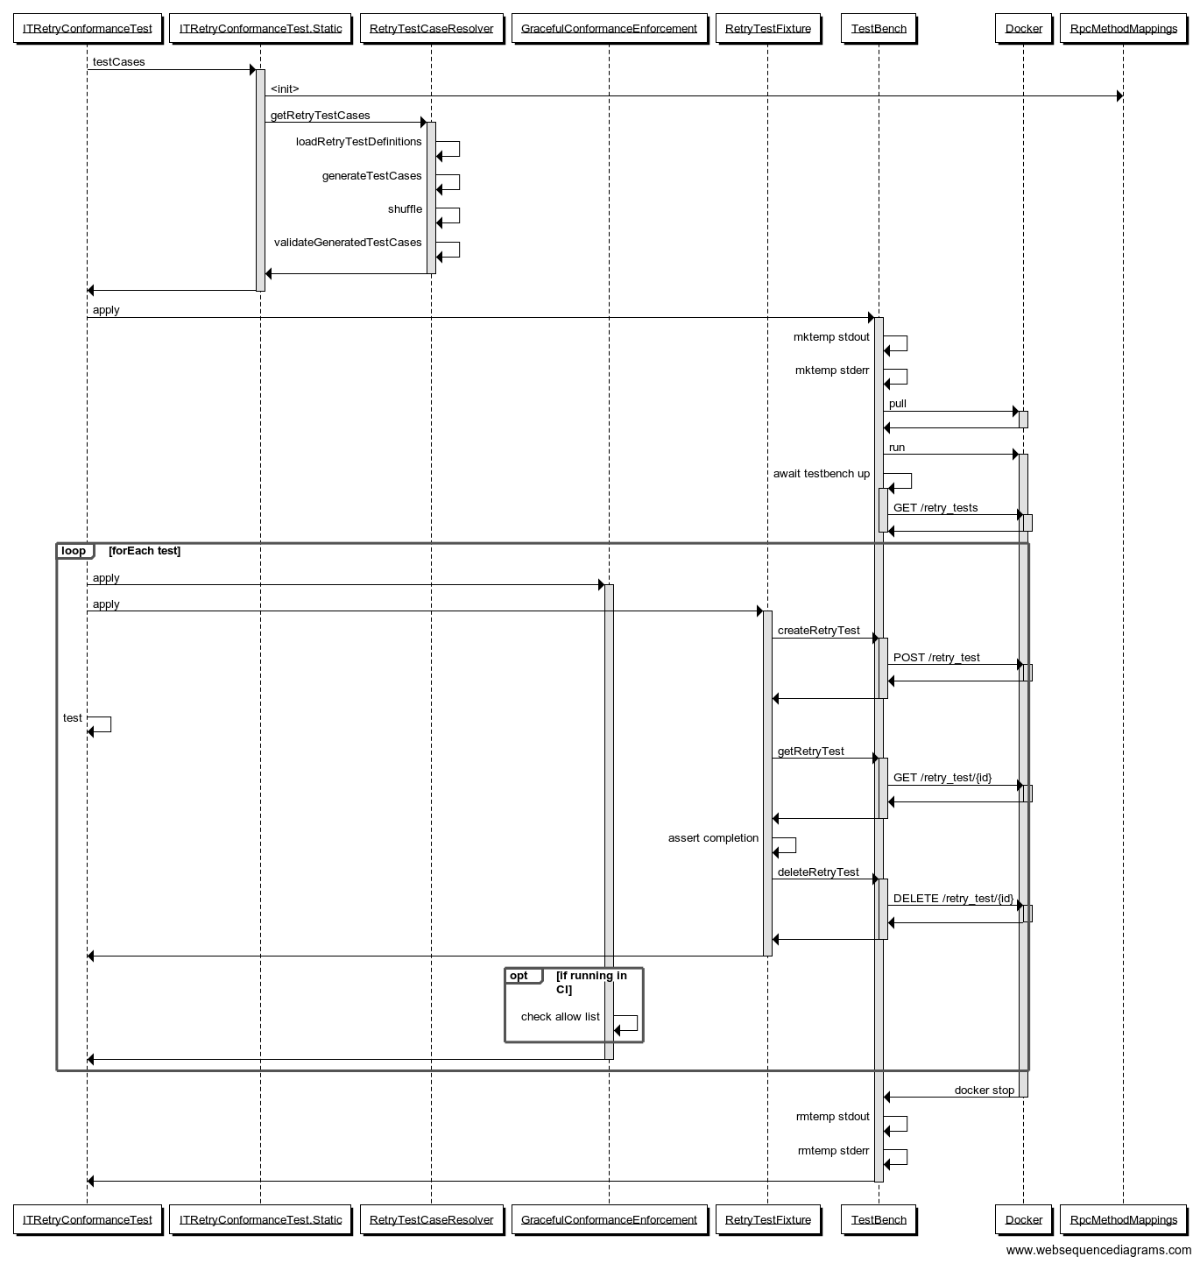 ITRetryConformanceTest
ITRetryConformanceTest.Static
RetryTestCaseResolver
GracefulConformanceEnforcement
RetryTestFixture
TestBench
Docker
RpcMethodMappings
testCases
<init>
getRetryTestCases
loadRetryTestDefinitions
generateTestCases
shuffle
validateGeneratedTestCases
apply
mktemp stdout
mktemp stderr
pull
run
await testbench up
GET /retry_tests
loop [forEach test]
apply
apply
createRetryTest
POST /retry_test
test
getRetryTest
GET /retry_test/{id}
assert completion
deleteRetryTest
DELETE /retry_test/{id}
opt [if running in
CI]
check allow list
docker stop
rmtemp stdout
rmtemp stderr
ITRetryConformanceTest
ITRetryConformanceTest.Static
RetryTestCaseResolver
GracefulConformanceEnforcement
RetryTestFixture
TestBench
Docker
RpcMethodMappings
www.websequencediagrams.com